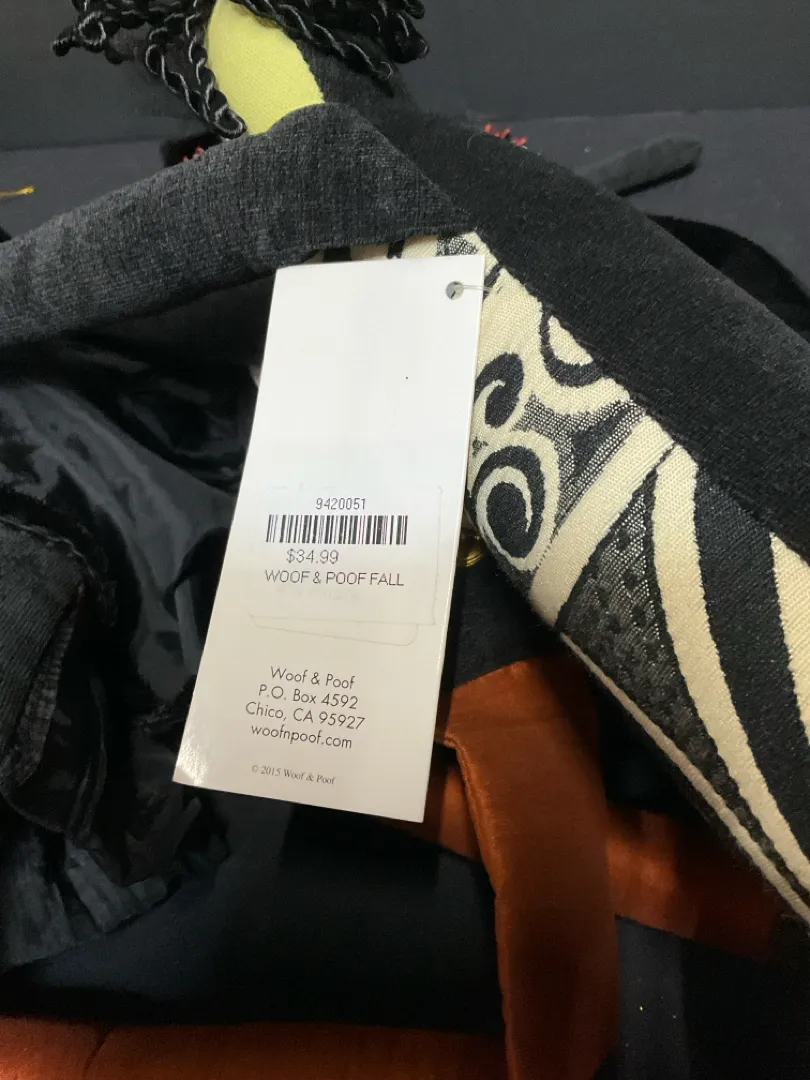 9420051
$34.99
WOOF & POOF FALL
Woof & Poof
P.O. Box 4592
Chico, CA 95927
woofnpoof.com
© 2015 Woof & Poof